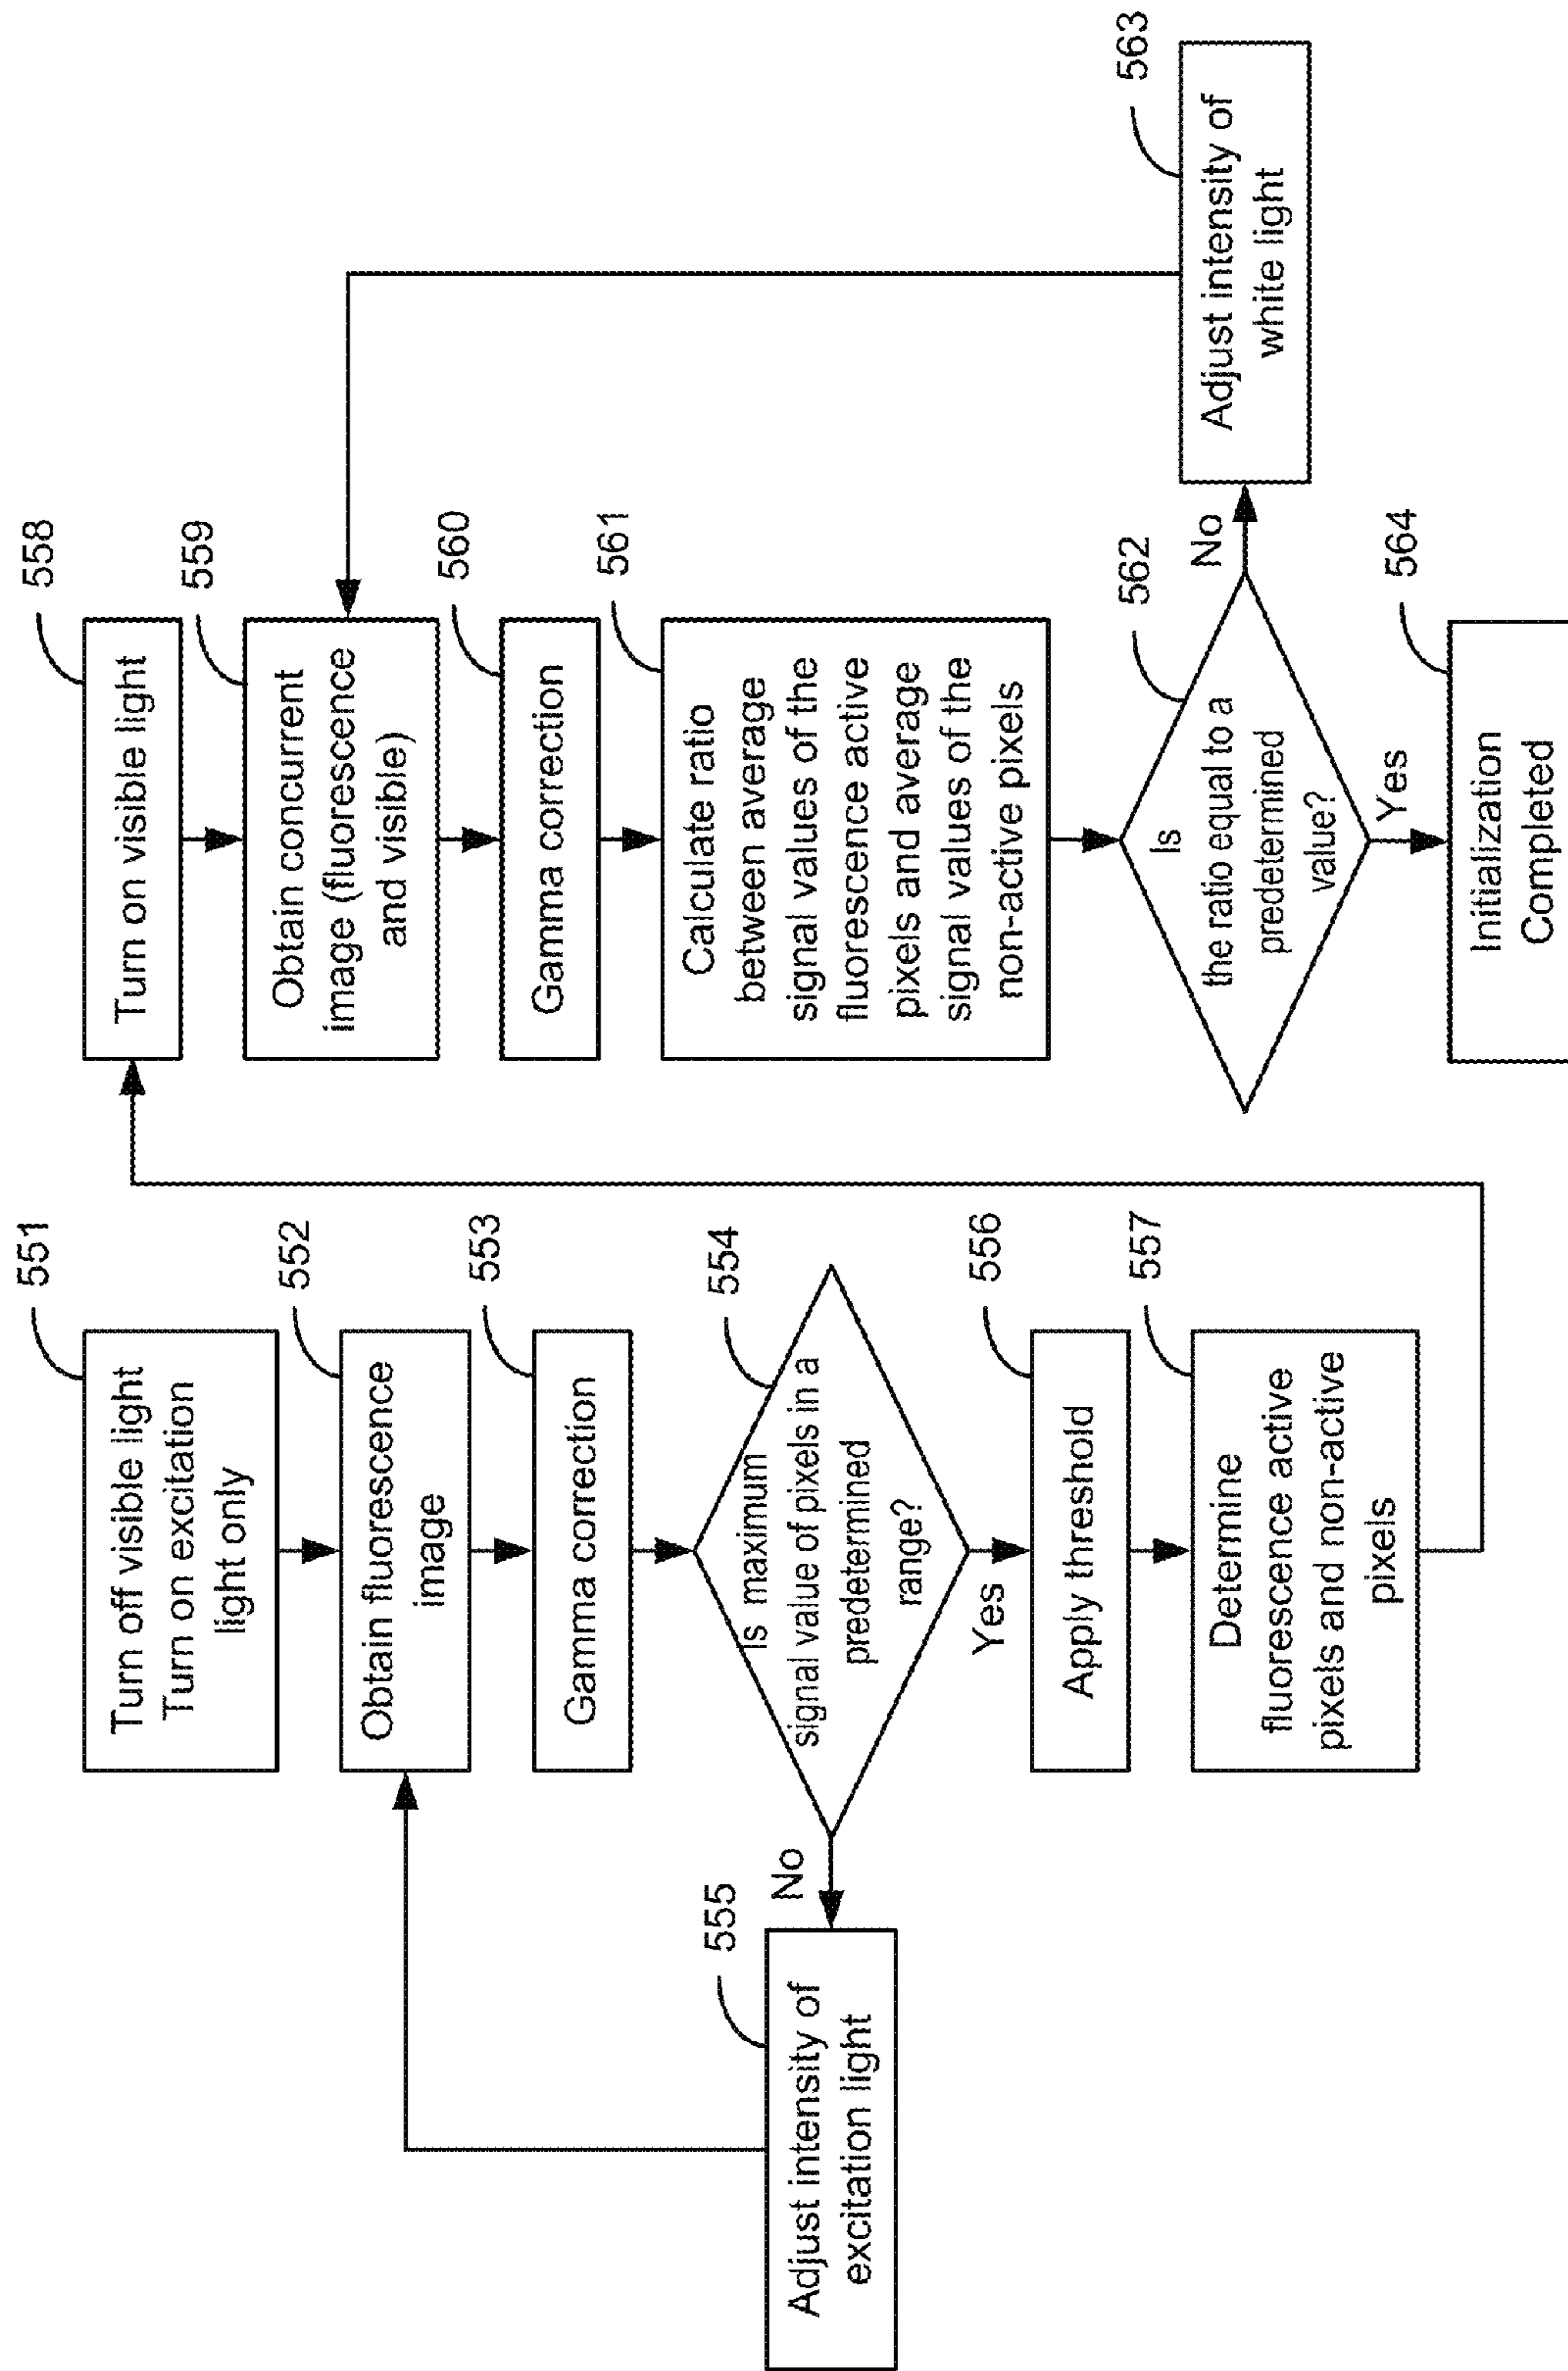 551
Turn off visible light
Turn on excitation
light only
552
Obtain fluorescence
image
553
Gamma correction
554
Is maximum
signal value of pixels in a
predetermined
range?
No
555
Adjust intensity of
excitation light
Yes
556
Apply threshold
557
Determine
fluorescence active
pixels and non-active
pixels
558
Turn on visible light
559
Obtain concurrent
image (fluorescence
and visible)
560
Gamma correction
561
Calculate ratio
between average
signal values of the
fluorescence active
pixels and average
signal values of the
non-active pixels
562
Is
the ratio equal to a
predetermined
value?
No
563
Adjust intensity of
white light
Yes
564
Initialization
Completed